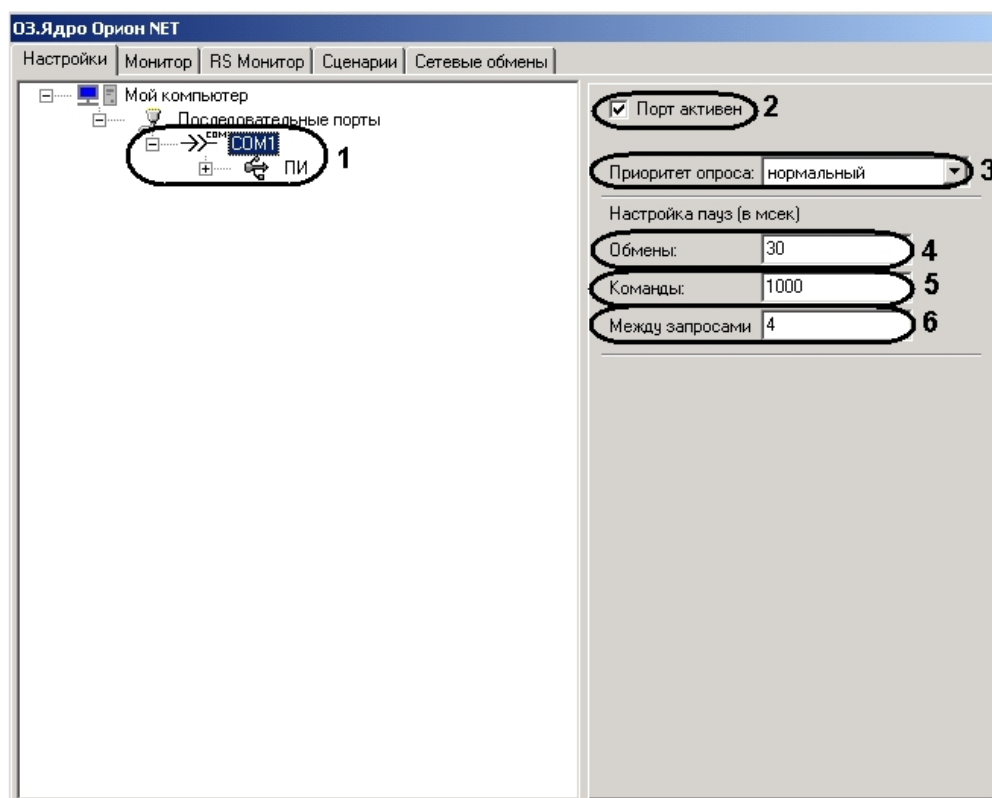 03.Ядро Орион NET
Настройки Монитор RS Монитор Сценарии Сетевые обмены
Мой компьютер
Последовательные порты
COM
COM1
ПИ
1
Порт активен 2
Приоритет опроса: нормальный 3
Настройка пауз (в мсек)
Обмены: 30 4
Команды: 1000 5
Между запросами 4 6